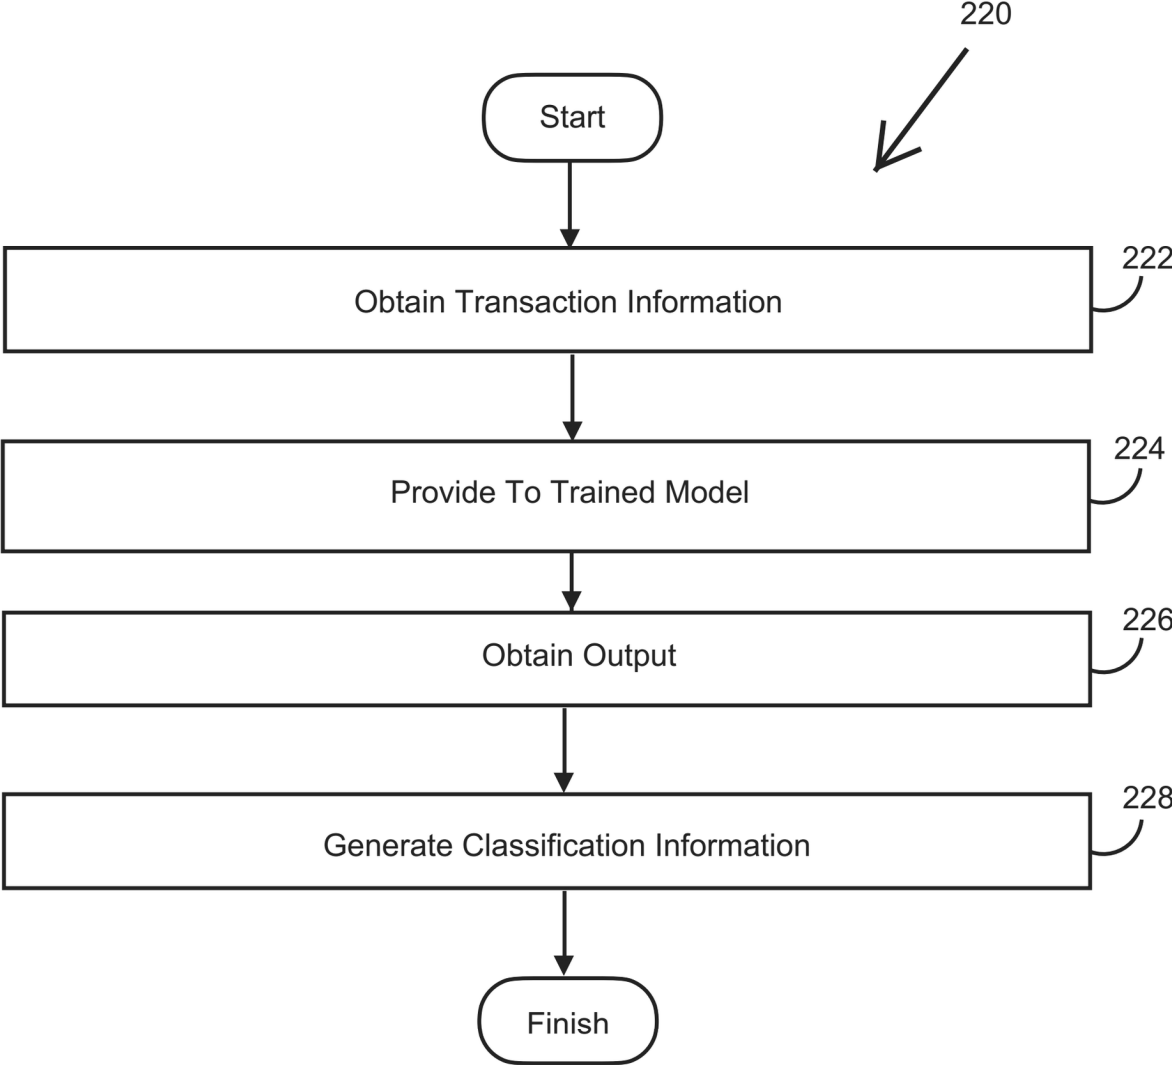 220
Start
222
Obtain Transaction Information
224
Provide To Trained Model
226
Obtain Output
228
Generate Classification Information
Finish